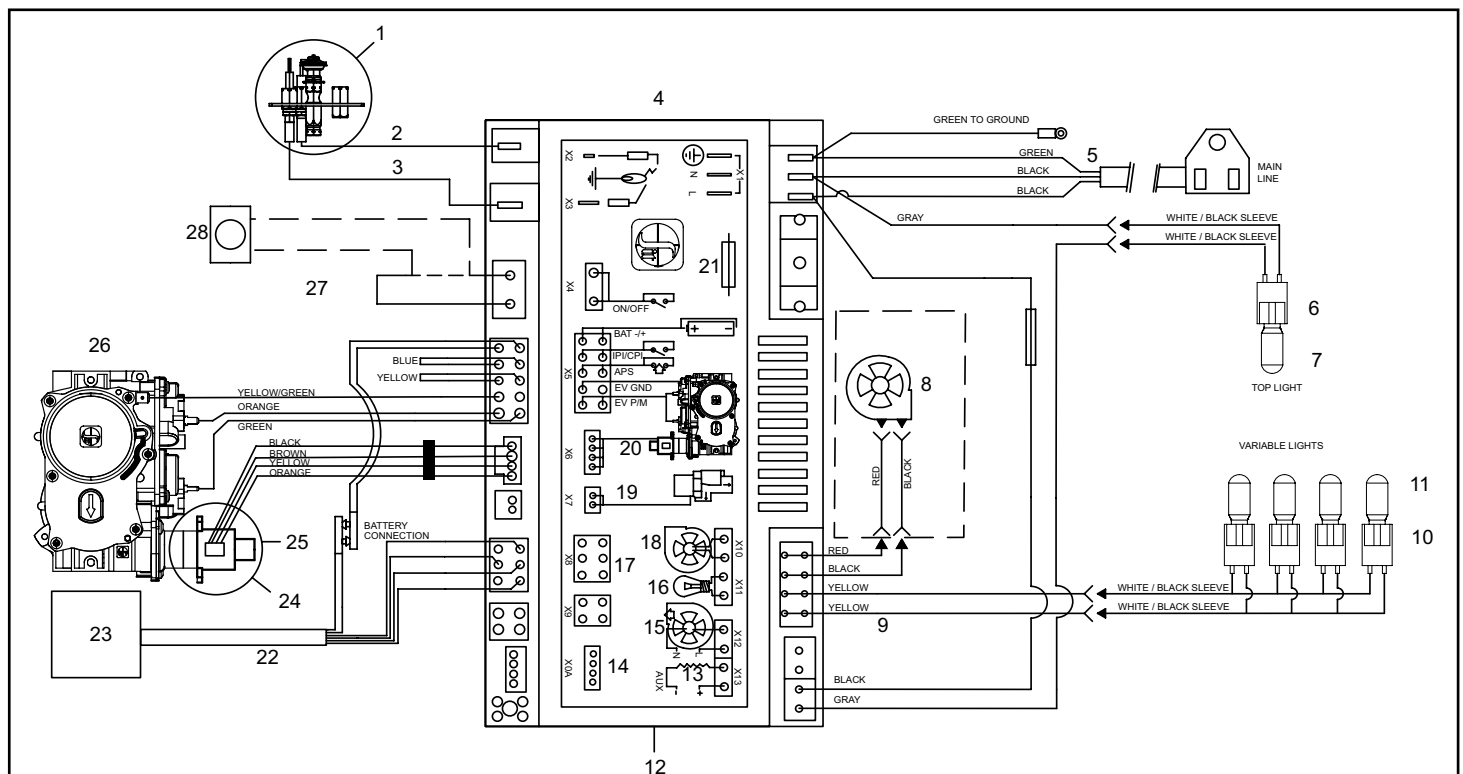 1
4
2
3
28
27
26
X2
X3
X4
X5
X6
X7
X8
X9
X0A
N
L
X1
21
ON/OFF
BAT -/+
+ −
IPI/CPI
APS
EV GND
EV P/M
20
19
18
17
16
15
14
13
X10
X11
X12
X13
N
L
AUX
- +
12
BLUE
YELLOW
YELLOW/GREEN
ORANGE
GREEN
BLACK
BROWN
YELLOW
ORANGE
BATTERY
CONNECTION
25
24
23
22
GREEN TO GROUND
GREEN
5
BLACK
BLACK
MAIN
LINE
GRAY
WHITE / BLACK SLEEVE
WHITE / BLACK SLEEVE
6
7
TOP LIGHT
8
RED
BLACK
VARIABLE LIGHTS
11
10
RED
BLACK
YELLOW
YELLOW
9
WHITE / BLACK SLEEVE
WHITE / BLACK SLEEVE
BLACK
GRAY